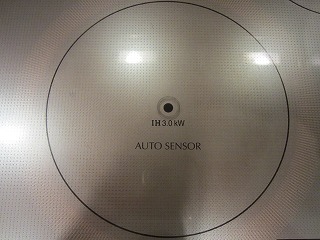 IH 3.0 kW
AUTO SENSOR